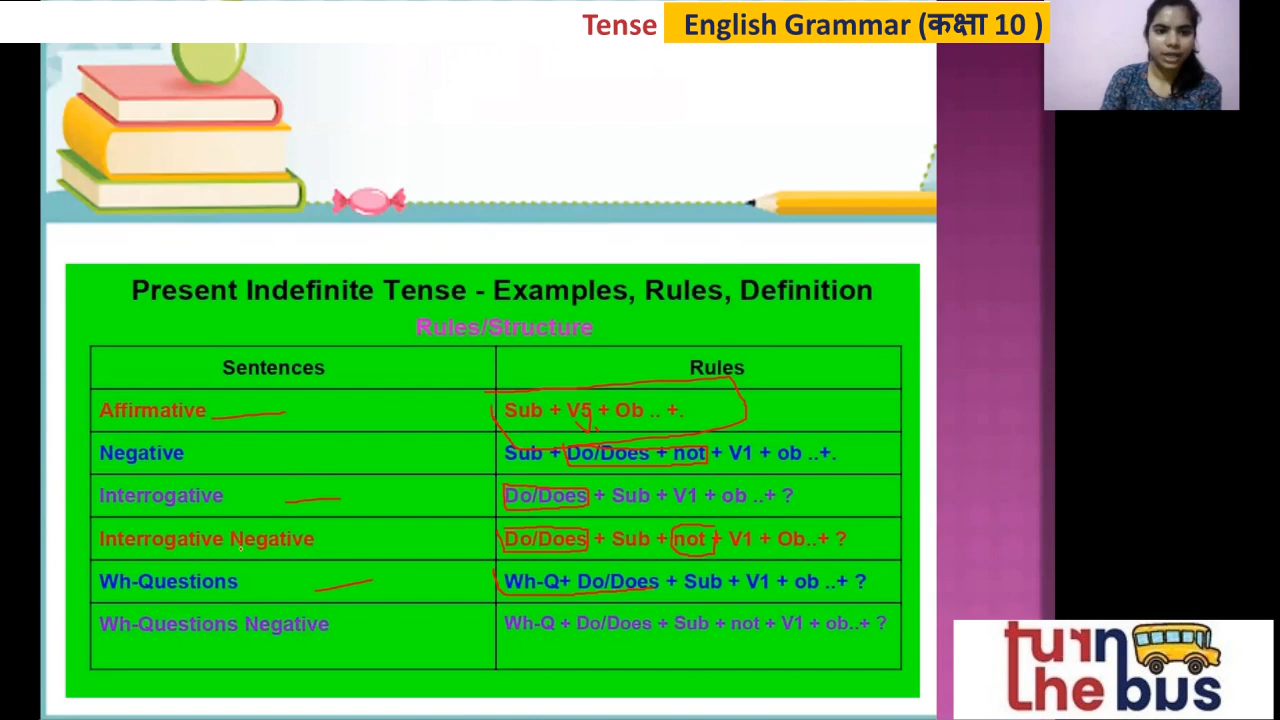 Tense English Grammar (कक्षा 10 )
Present Indefinite Tense - Examples, Rules, Definition
Rules/Structure
Sentences Rules
Affirmative Sub + V5 + Ob .. +.
Negative Sub + Do/Does + not + V1 + ob ..+.
Interrogative Do/Does + Sub + V1 + ob ..+ ?
Interrogative Negative Do/Does + Sub + not + V1 + Ob..+ ?
Wh-Questions Wh-Q+ Do/Does + Sub + V1 + ob ..+ ?
Wh-Questions Negative Wh-Q + Do/Does + Sub + not + V1 + ob..+ ?
turn
the bus